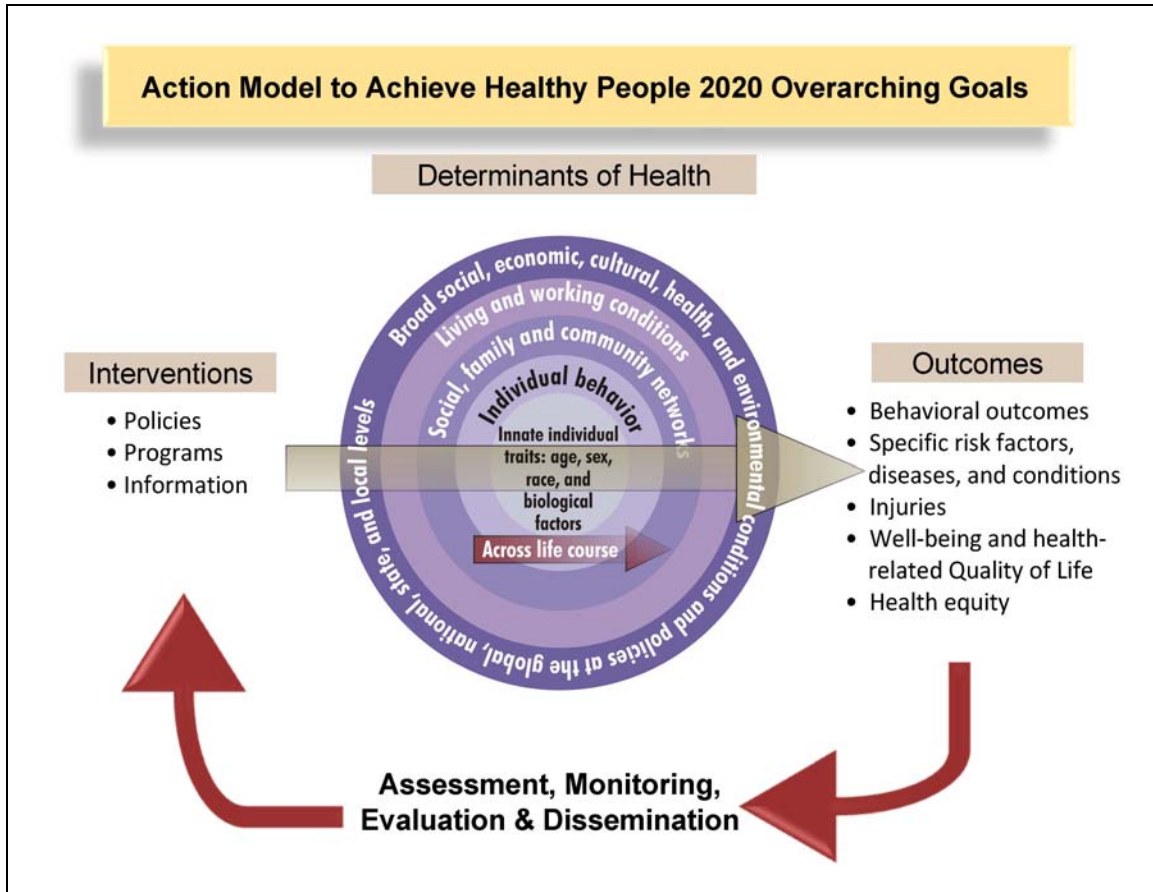 Action Model to Achieve Healthy People 2020 Overarching Goals
Determinants of Health
Interventions
• Policies
• Programs
• Information
Broad social, economic, cultural, health, and environmental conditions and policies at the global, national, state, and local levels
Living and working conditions
Social, family and community networks
Individual behavior
Innate individual
traits: age, sex,
race, and
biological
factors
Across life course
Outcomes
• Behavioral outcomes
• Specific risk factors,
diseases, and conditions
• Injuries
• Well-being and health-
related Quality of Life
• Health equity
Assessment, Monitoring,
Evaluation & Dissemination